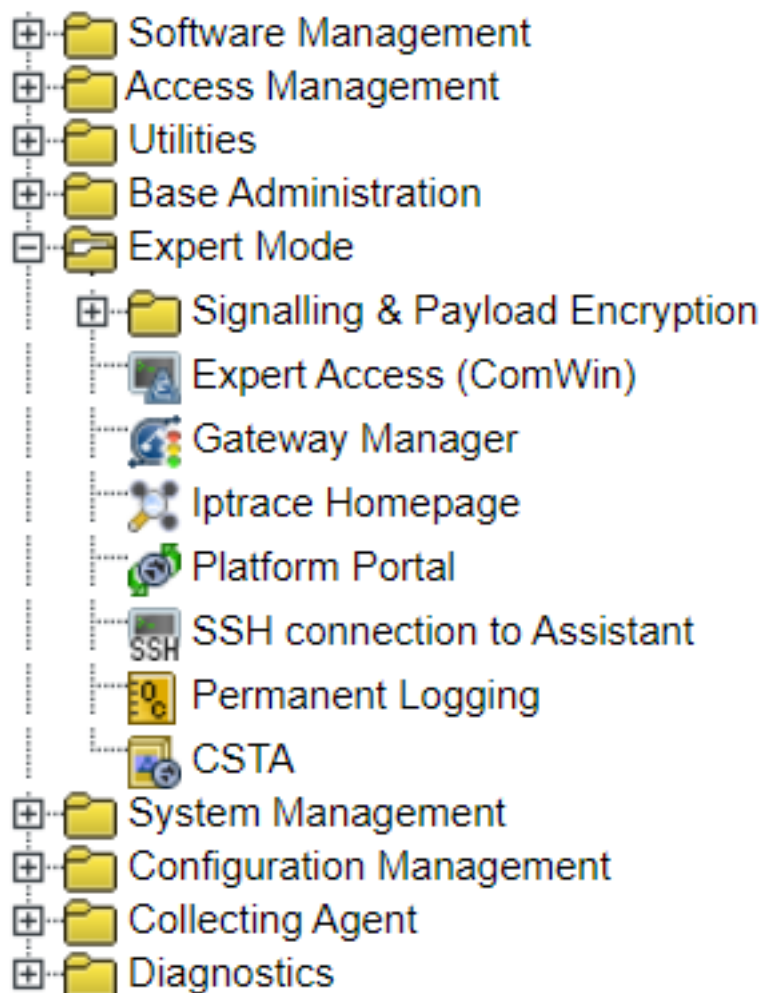 Software Management
Access Management
Utilities
Base Administration
Expert Mode
Signalling & Payload Encryption
Expert Access (ComWin)
Gateway Manager
Iptrace Homepage
Platform Portal
SSH connection to Assistant
Permanent Logging
CSTA
System Management
Configuration Management
Collecting Agent
Diagnostics